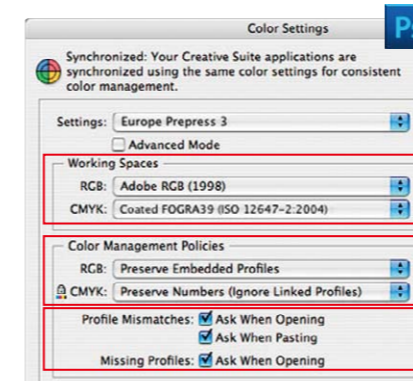 Color Settings
Ps
Synchronized: Your Creative Suite applications are
synchronized using the same color settings for consistent
color management.
Settings: Europe Prepress 3
Advanced Mode
Working Spaces
RGB: Adobe RGB (1998)
CMYK: Coated FOGRA39 (ISO 12647-2:2004)
Color Management Policies
RGB: Preserve Embedded Profiles
CMYK: Preserve Numbers (Ignore Linked Profiles)
Profile Mismatches: Ask When Opening
Ask When Pasting
Missing Profiles: Ask When Opening